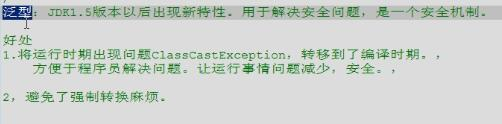 泛型：JDK1.5版本以后出现新特性。用于解决安全问题，是一个安全机制。
好处
1.将运行时期出现问题ClassCastException，转移到了编译时期。，
方便于程序员解决问题。让运行事情问题减少，安全。，
2，避免了强制转换麻烦。